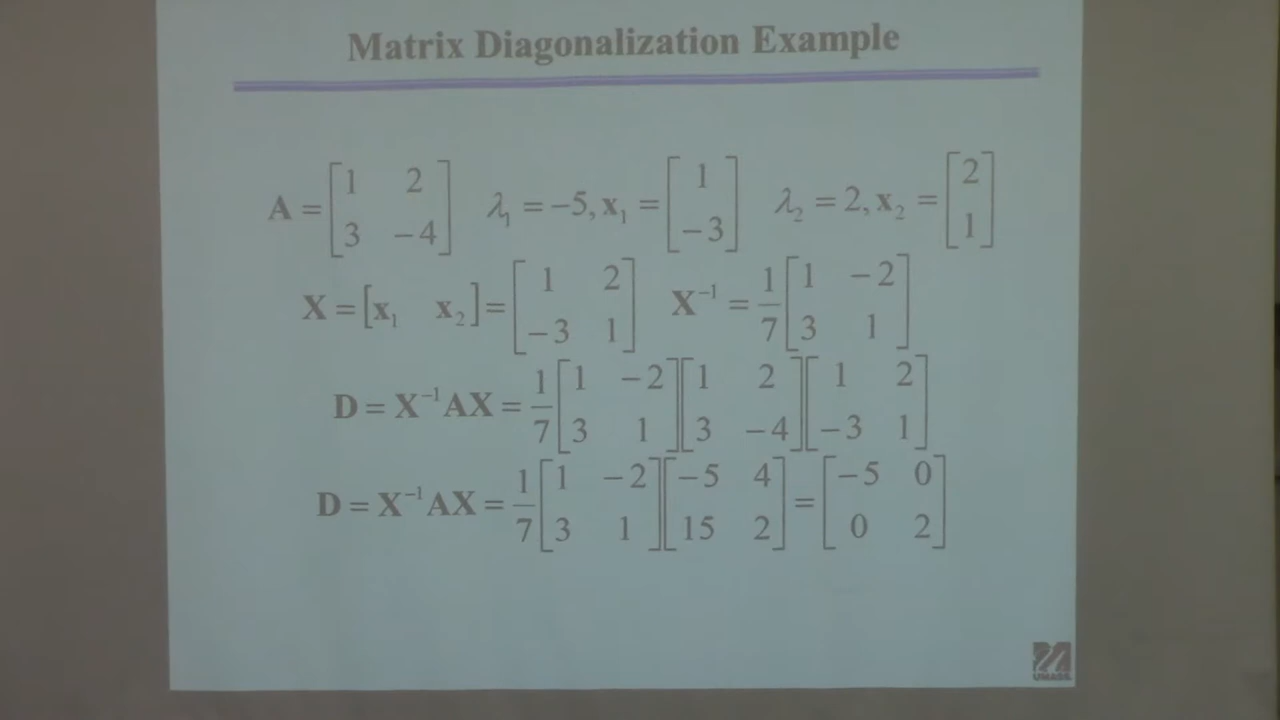 Matrix Diagonalization Example
A = [1 2; 3 −4] λ₁ = −5, x₁ = [1; −3] λ₂ = 2, x₂ = [2; 1]
X = [x₁ x₂] = [1 2; −3 1] X⁻¹ = 1/7 [1 −2; 3 1]
D = X⁻¹AX = 1/7 [1 −2; 3 1] [1 2; 3 −4] [1 2; −3 1]
D = X⁻¹AX = 1/7 [1 −2; 3 1] [−5 4; 15 2] = [−5 0; 0 2]
UMASS